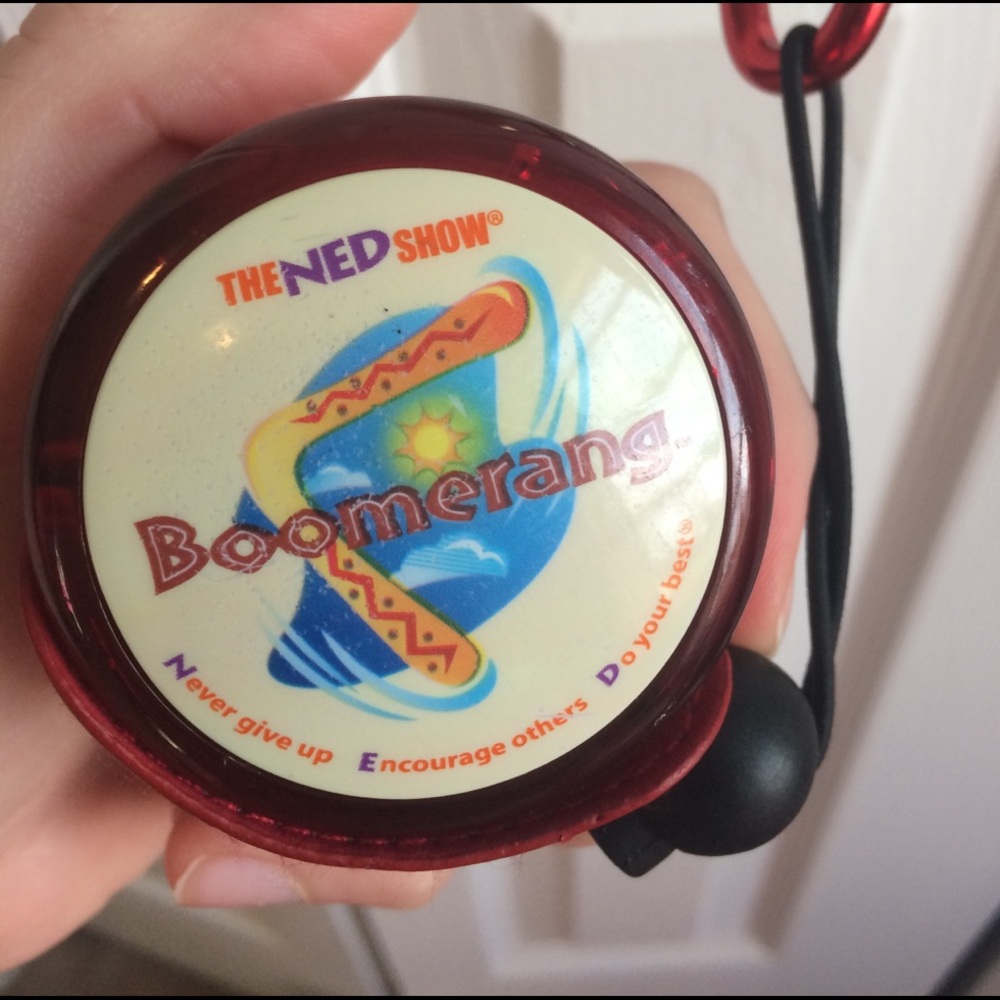 THE NED SHOW®
Boomerang™
Never give up Encourage others Do your best®